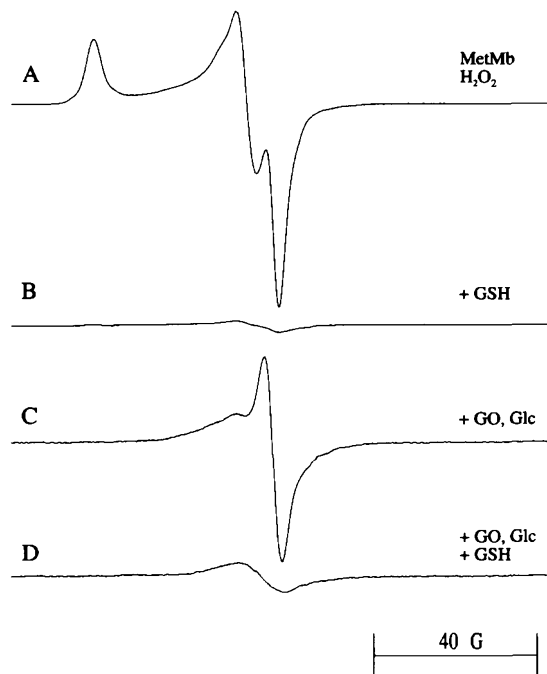 A
MetMb
H₂O₂
B
+ GSH
C
+ GO, Glc
+ GO, Glc
D
+ GSH
40 G